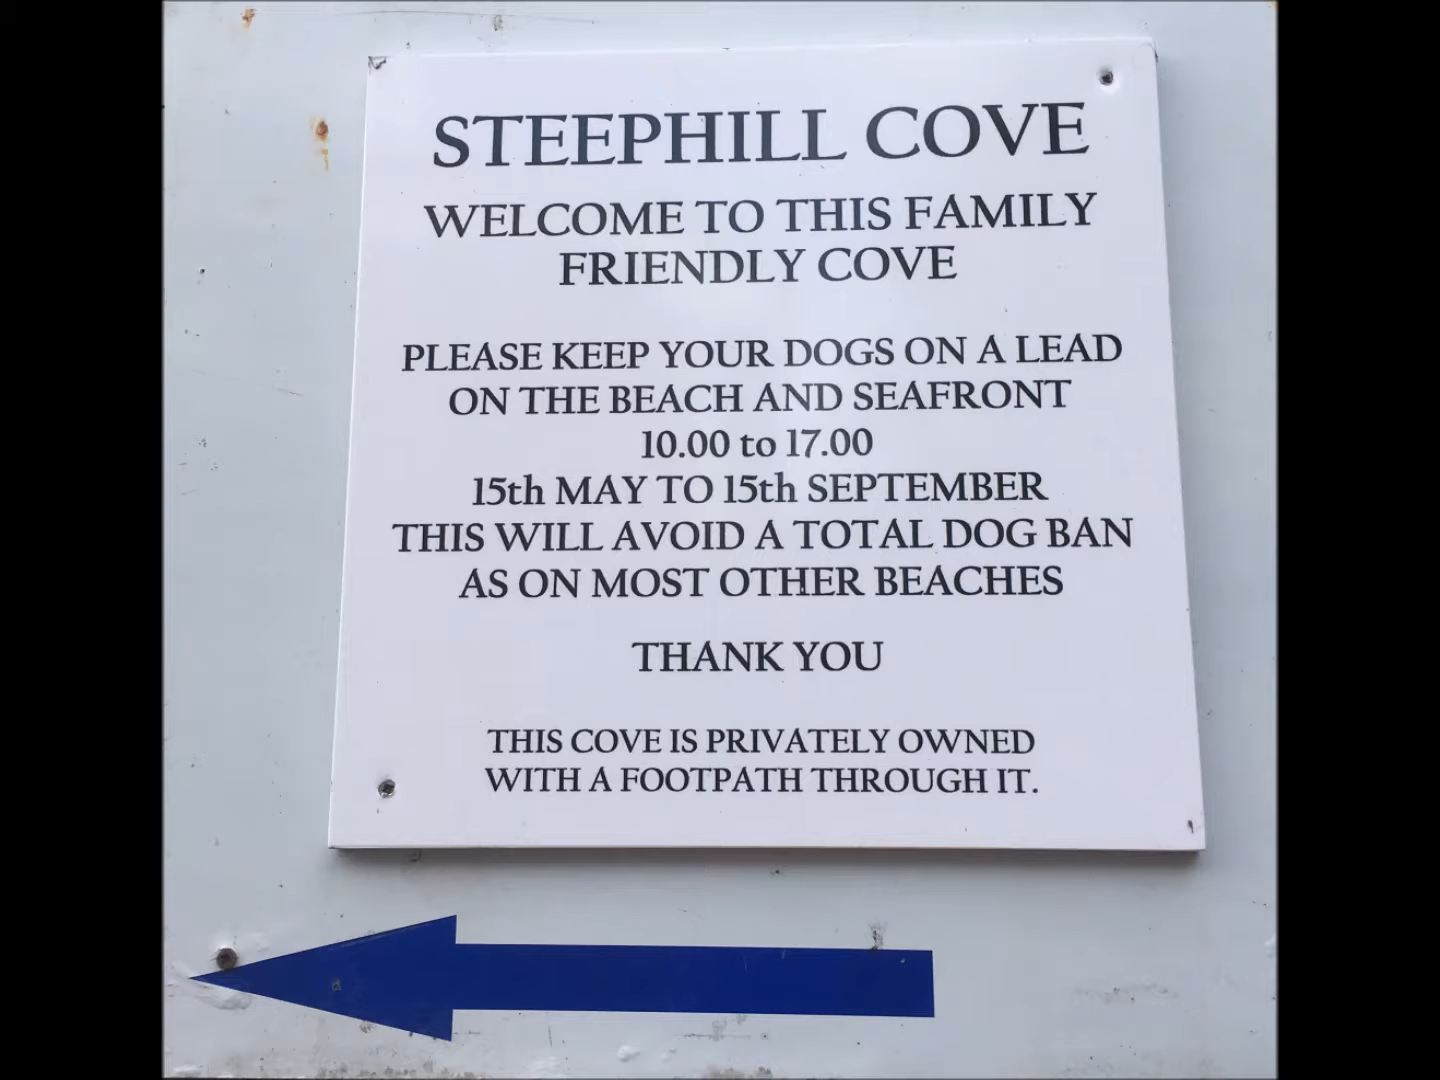 STEEPHILL COVE
WELCOME TO THIS FAMILY
FRIENDLY COVE
PLEASE KEEP YOUR DOGS ON A LEAD
ON THE BEACH AND SEAFRONT
10.00 to 17.00
15th MAY TO 15th SEPTEMBER
THIS WILL AVOID A TOTAL DOG BAN
AS ON MOST OTHER BEACHES
THANK YOU
THIS COVE IS PRIVATELY OWNED
WITH A FOOTPATH THROUGH IT.